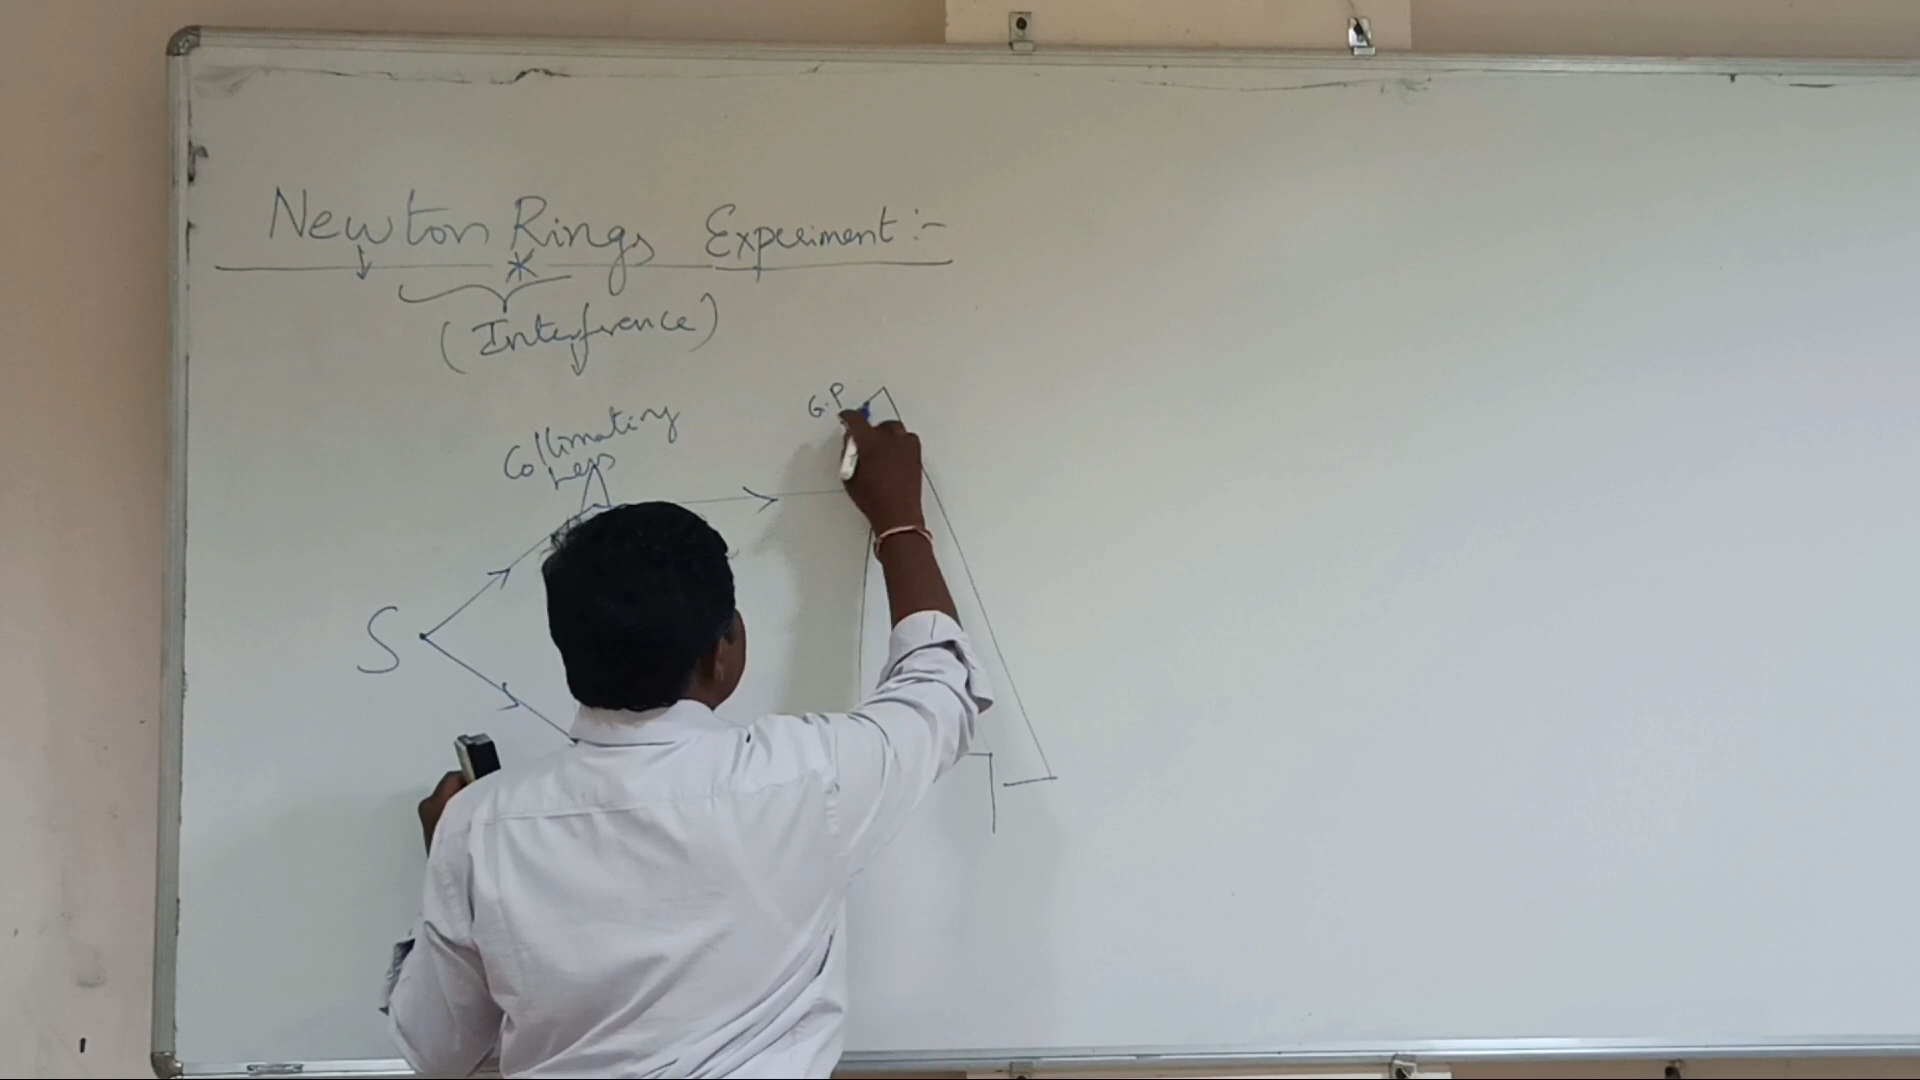 Newton Rings Experiment :-
(Interference)
Collimating
Lens
G.P
S